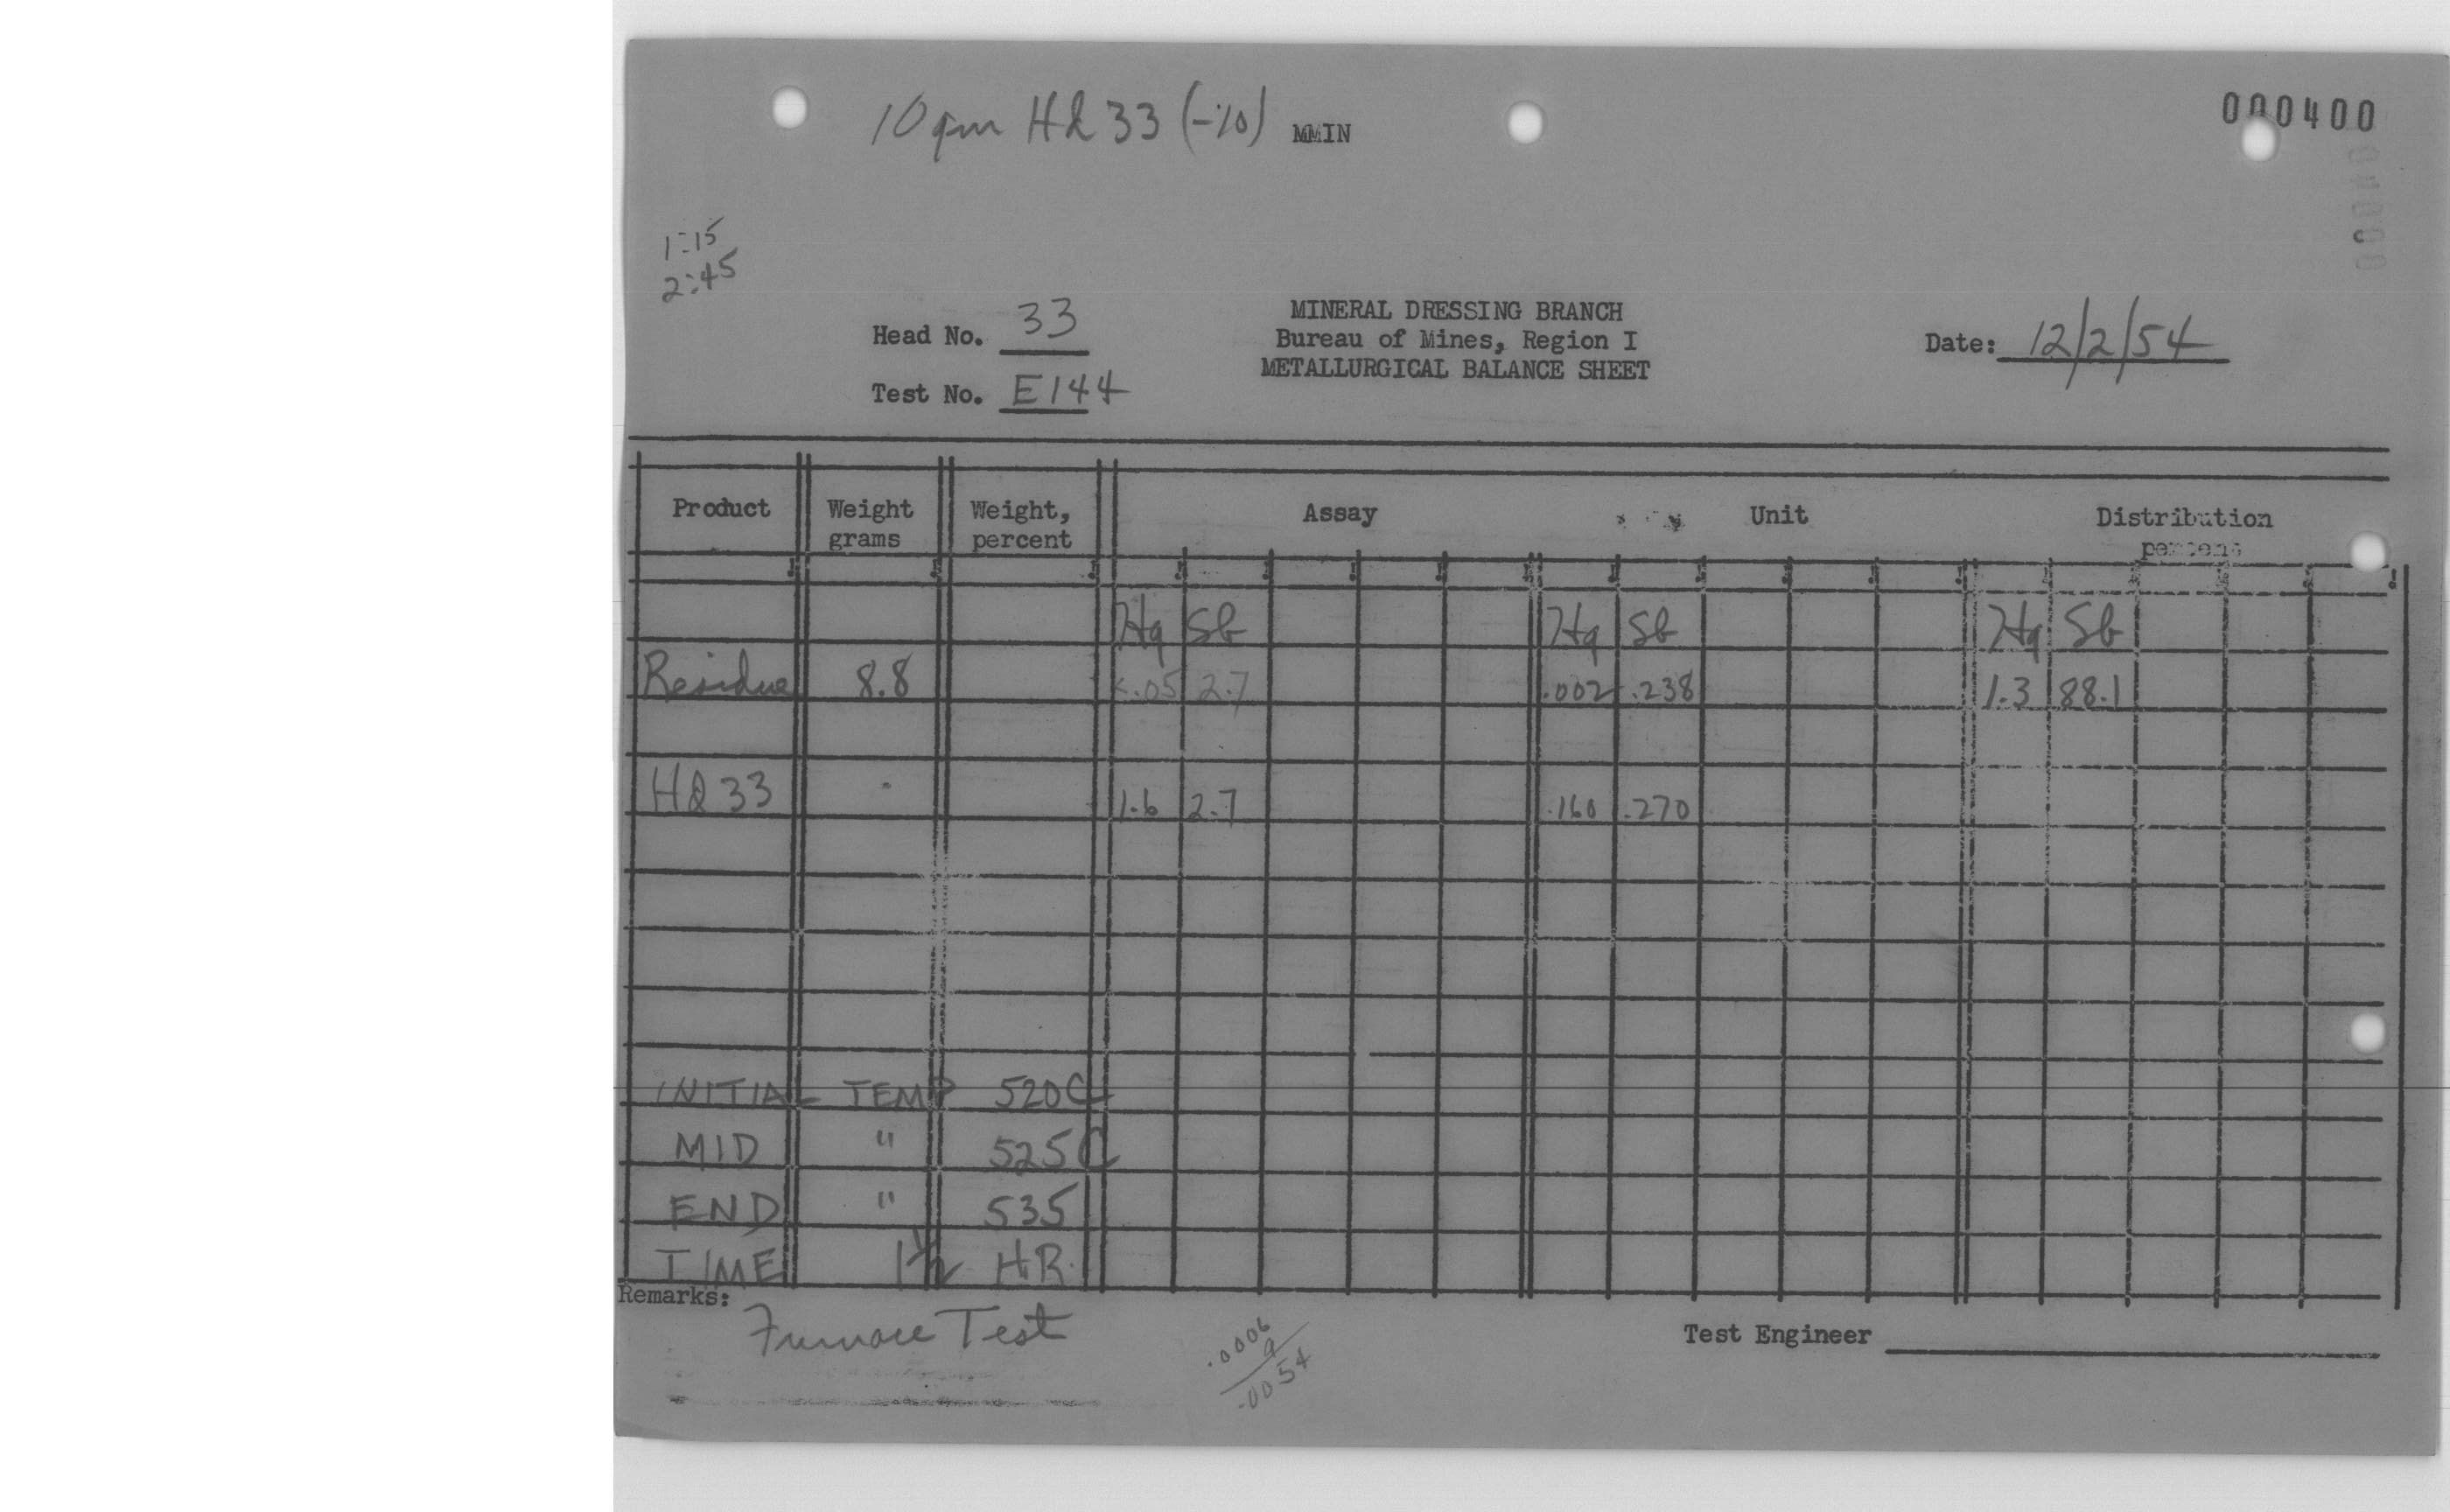 10 gm Hd 33 (-10) MMIN
000400
1:15
2:45
Head No. 33
Test No. E144
MINERAL DRESSING BRANCH
Bureau of Mines, Region I
METALLURGICAL BALANCE SHEET
Date: 12/2/54
Product Weight grams Weight, percent Assay Unit Distribution percent
Hg Sb Hg Sb Hg Sb
Residue 8.8 <.05 2.7 .002 .238 1.3 88.1
Hd 33 1.6 2.7 .160 .270
INITIAL TEMP 520C
MID " 525C
END " 535
TIME 1 1/2 HR.
Remarks:
Furnace Test
.0006
9
.0054
Test Engineer